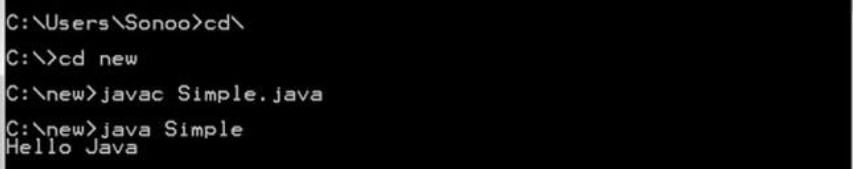 C:\Users\Sonoo>cd\
C:\>cd new
C:\new>javac Simple.java
C:\new>java Simple
Hello Java